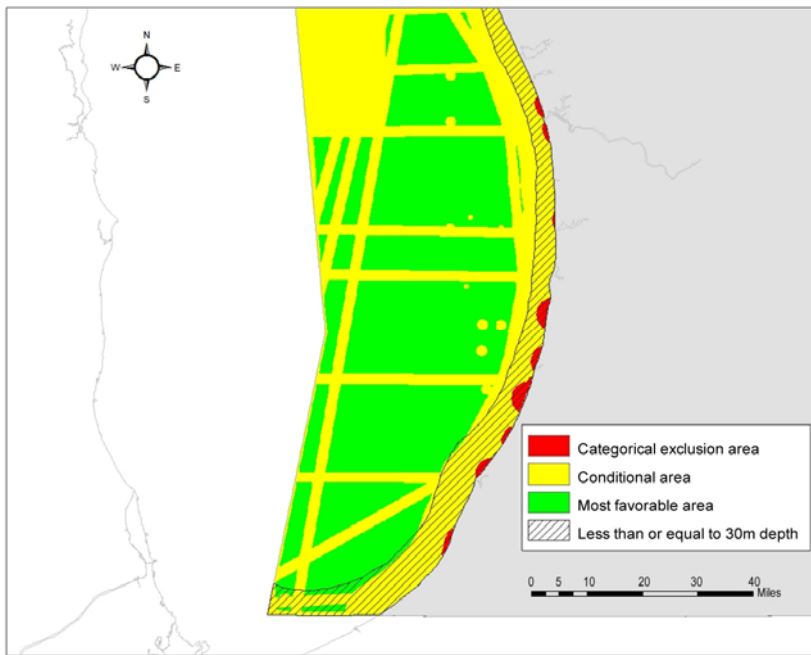 N
W E
S
Categorical exclusion area
Conditional area
Most favorable area
Less than or equal to 30m depth
0 5 10 20 30 40
Miles